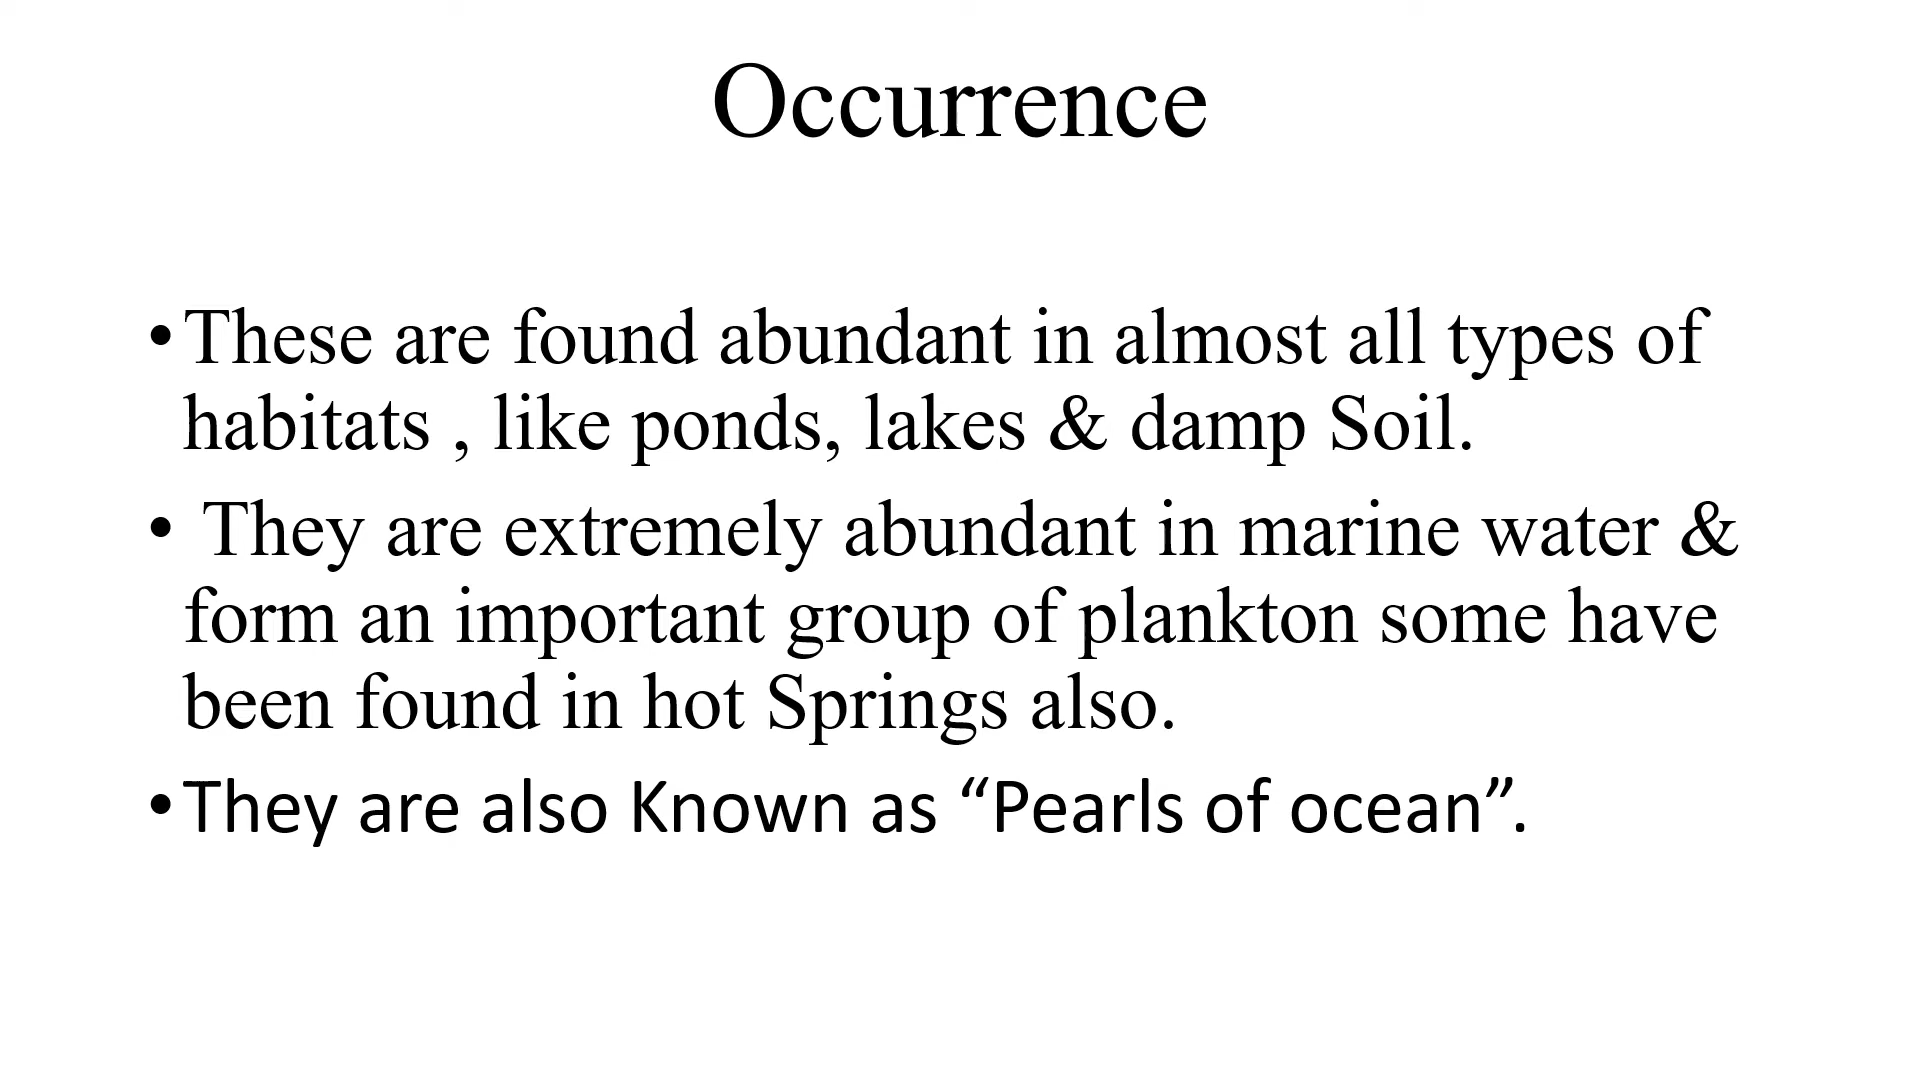 Occurrence
•These are found abundant in almost all types of
habitats , like ponds, lakes & damp Soil.
• They are extremely abundant in marine water &
form an important group of plankton some have
been found in hot Springs also.
•They are also Known as “Pearls of ocean”.